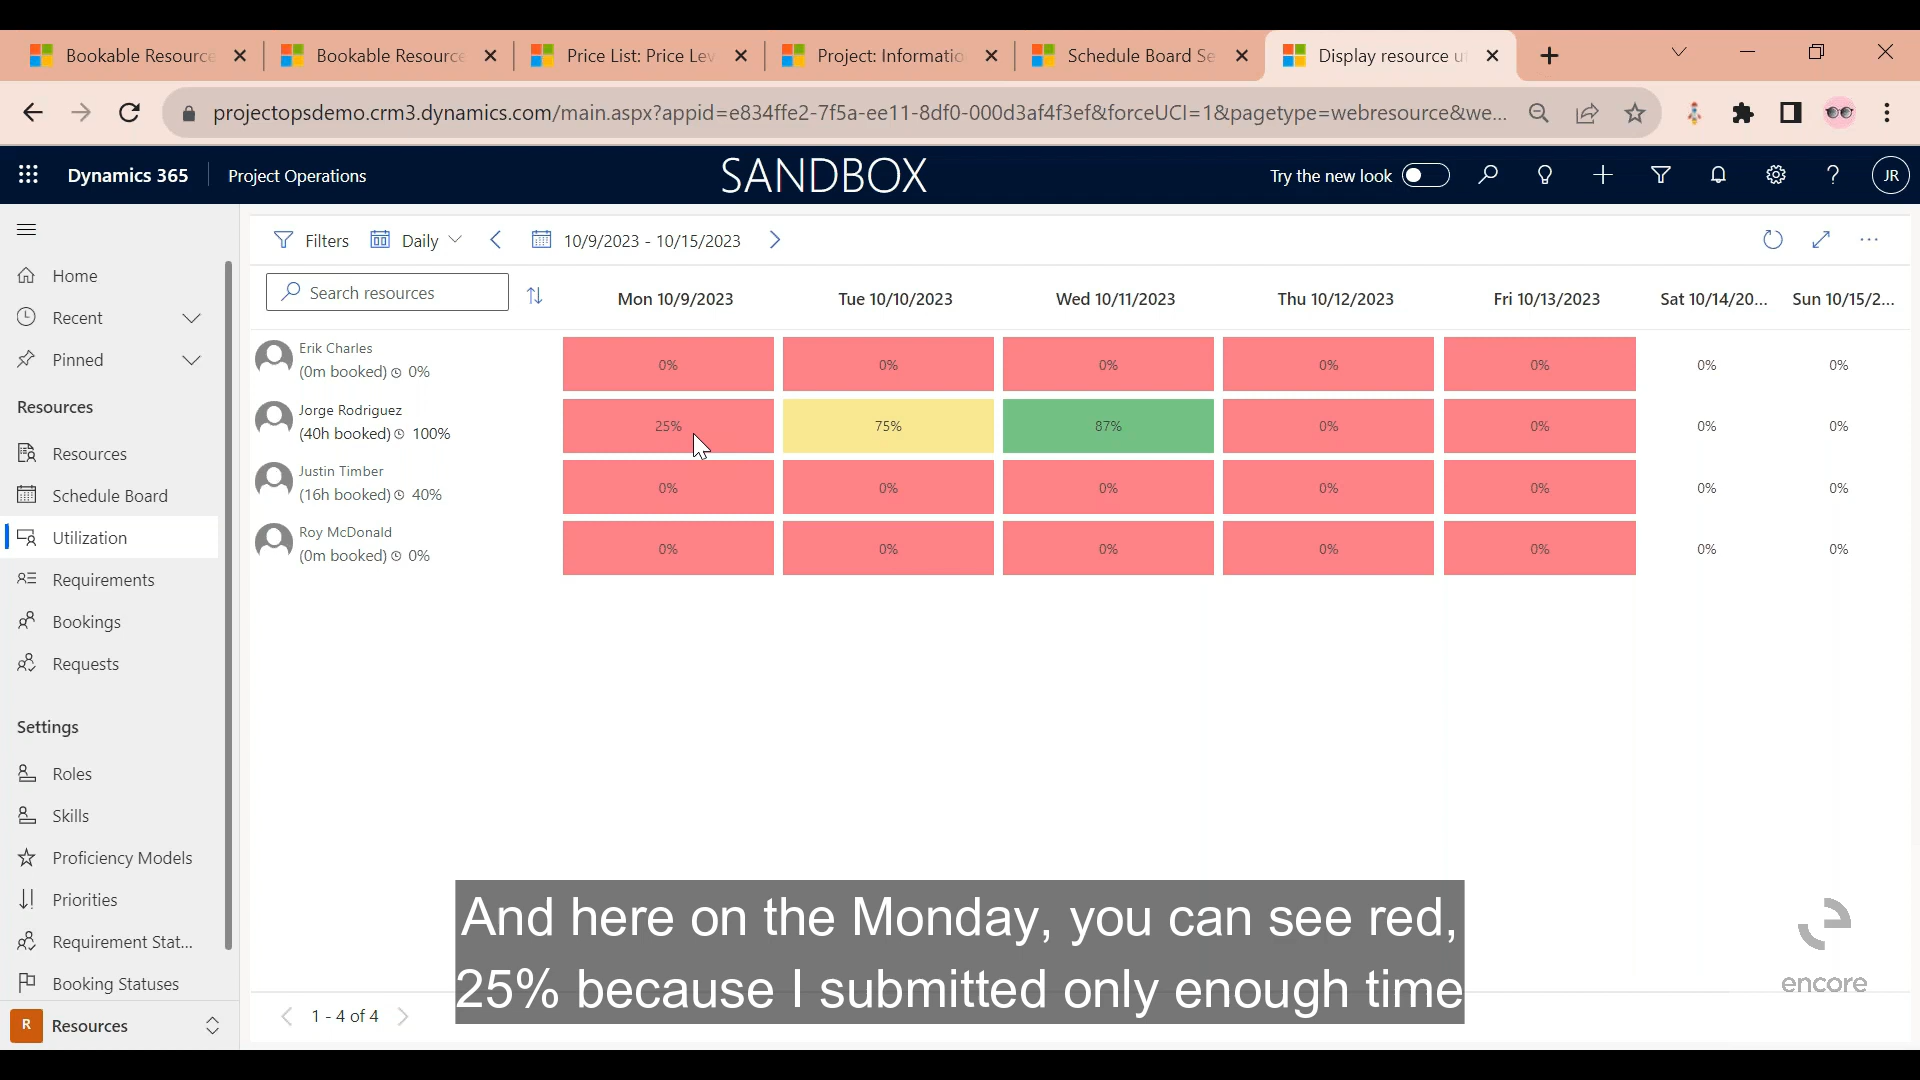 Bookable Resource
Bookable Resource
Price List: Price Lev
Project: Informatio
Schedule Board Se
Display resource ut
projectopsdemo.crm3.dynamics.com/main.aspx?appid=e834ffe2-7f5a-ee11-8df0-000d3af4f3ef&forceUCI=1&pagetype=webresource&we...
Dynamics 365
Project Operations
SANDBOX
Try the new look
JR
Filters
Daily
10/9/2023 - 10/15/2023
Home
Recent
Pinned
Resources
Resources
Schedule Board
Utilization
Requirements
Bookings
Requests
Settings
Roles
Skills
Proficiency Models
Priorities
Requirement Stat...
Booking Statuses
R Resources
Search resources
Mon 10/9/2023 Tue 10/10/2023 Wed 10/11/2023 Thu 10/12/2023 Fri 10/13/2023 Sat 10/14/20... Sun 10/15/2...
Erik Charles
(0m booked) 0%
0% 0% 0% 0% 0% 0% 0%
Jorge Rodriguez
(40h booked) 100%
25% 75% 87% 0% 0% 0% 0%
Justin Timber
(16h booked) 40%
0% 0% 0% 0% 0% 0% 0%
Roy McDonald
(0m booked) 0%
0% 0% 0% 0% 0% 0% 0%
And here on the Monday, you can see red,
25% because I submitted only enough time
encore
1 - 4 of 4